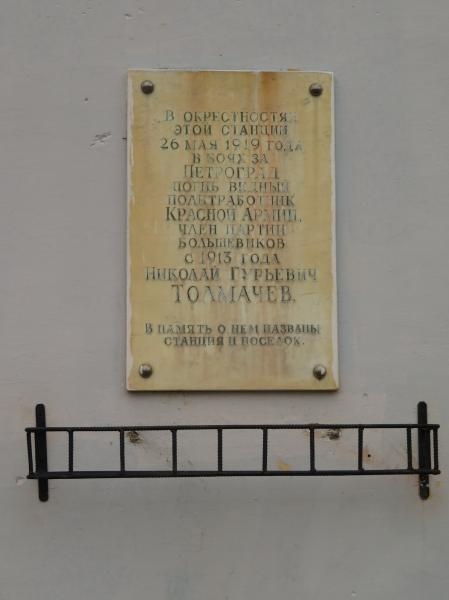 В ОКРЕСТНОСТЯХ
ЭТОЙ СТАНЦИИ
26 МАЯ 1919 ГОДА
В БОЯХ ЗА
ПЕТРОГРАД
ПОГИБ ВИДНЫЙ
ПОЛИТРАБОТНИК
КРАСНОЙ АРМИИ,
ЧЛЕН ПАРТИИ
БОЛЬШЕВИКОВ
С 1913 ГОДА
НИКОЛАЙ ГУРЬЕВИЧ
ТОЛМАЧЕВ.
В ПАМЯТЬ О НЕМ НАЗВАНЫ
СТАНЦИЯ И ПОСЕЛОК.